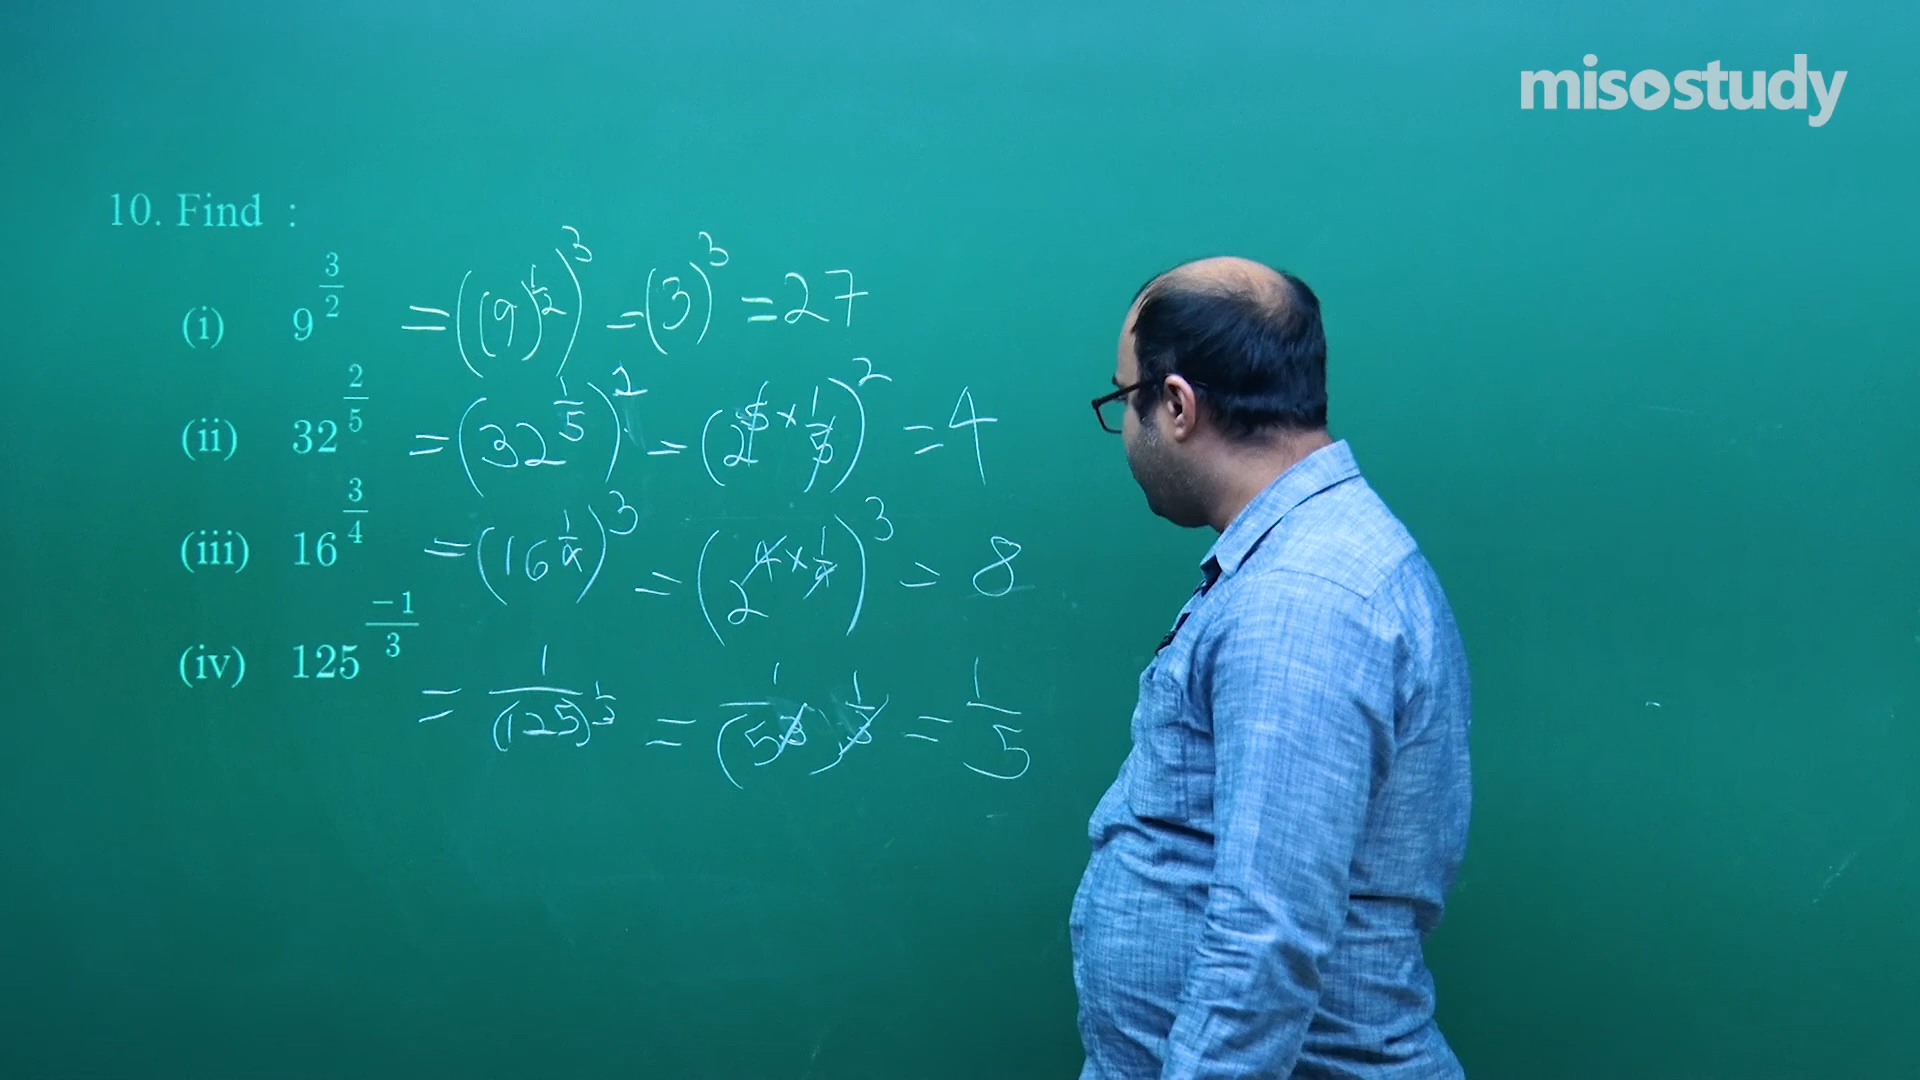 misostudy
10. Find :
(i) 9^(3/2) = ((9)^(1/2))^3 = (3)^3 = 27
(ii) 32^(2/5) = (32^(1/5))^2 = (2^(5×1/5))^2 = 4
(iii) 16^(3/4) = (16^(1/4))^3 = (2^(4×1/4))^3 = 8
(iv) 125^(-1/3) = 1/(125)^(1/3) = 1/(5^3)^(1/3) = 1/5